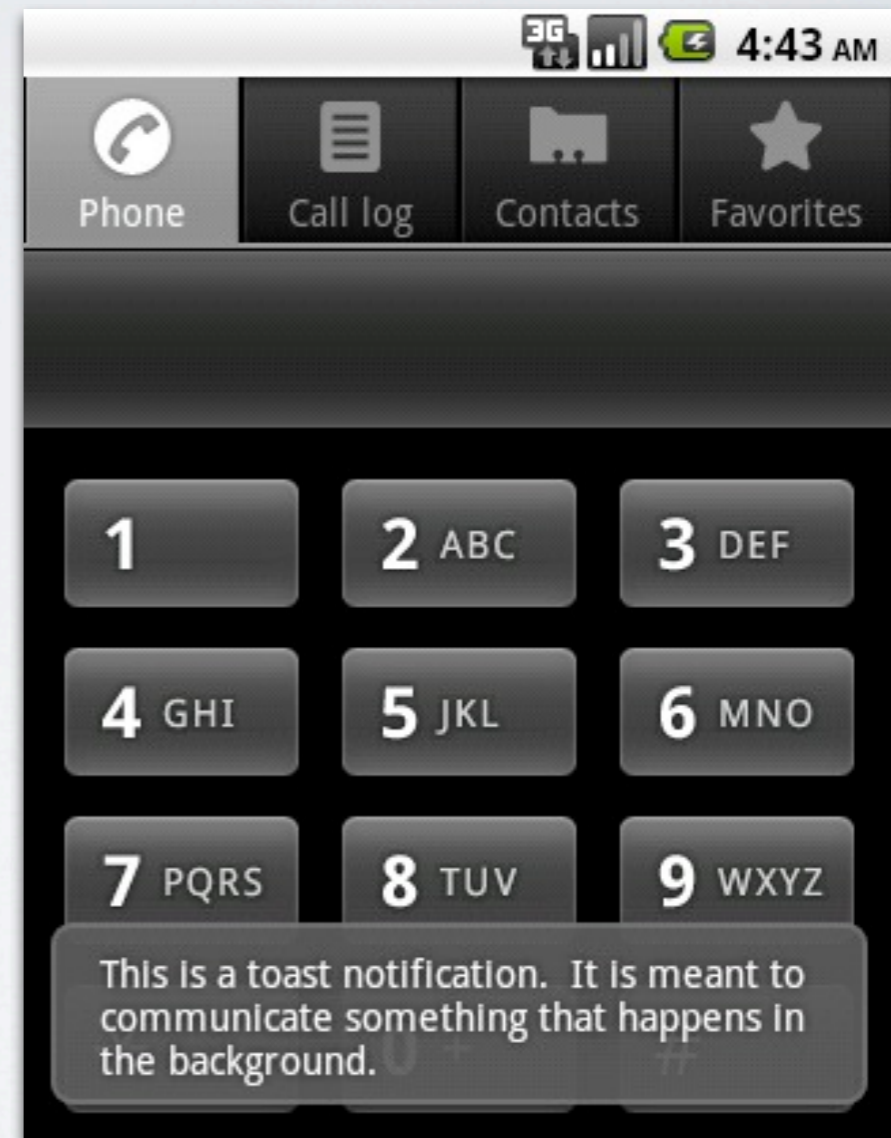 3G 4:43 AM
Phone Call log Contacts Favorites
1 2 ABC 3 DEF
4 GHI 5 JKL 6 MNO
7 PQRS 8 TUV 9 WXYZ
This is a toast notification.  It is meant to
communicate something that happens in
the background.
0 + #